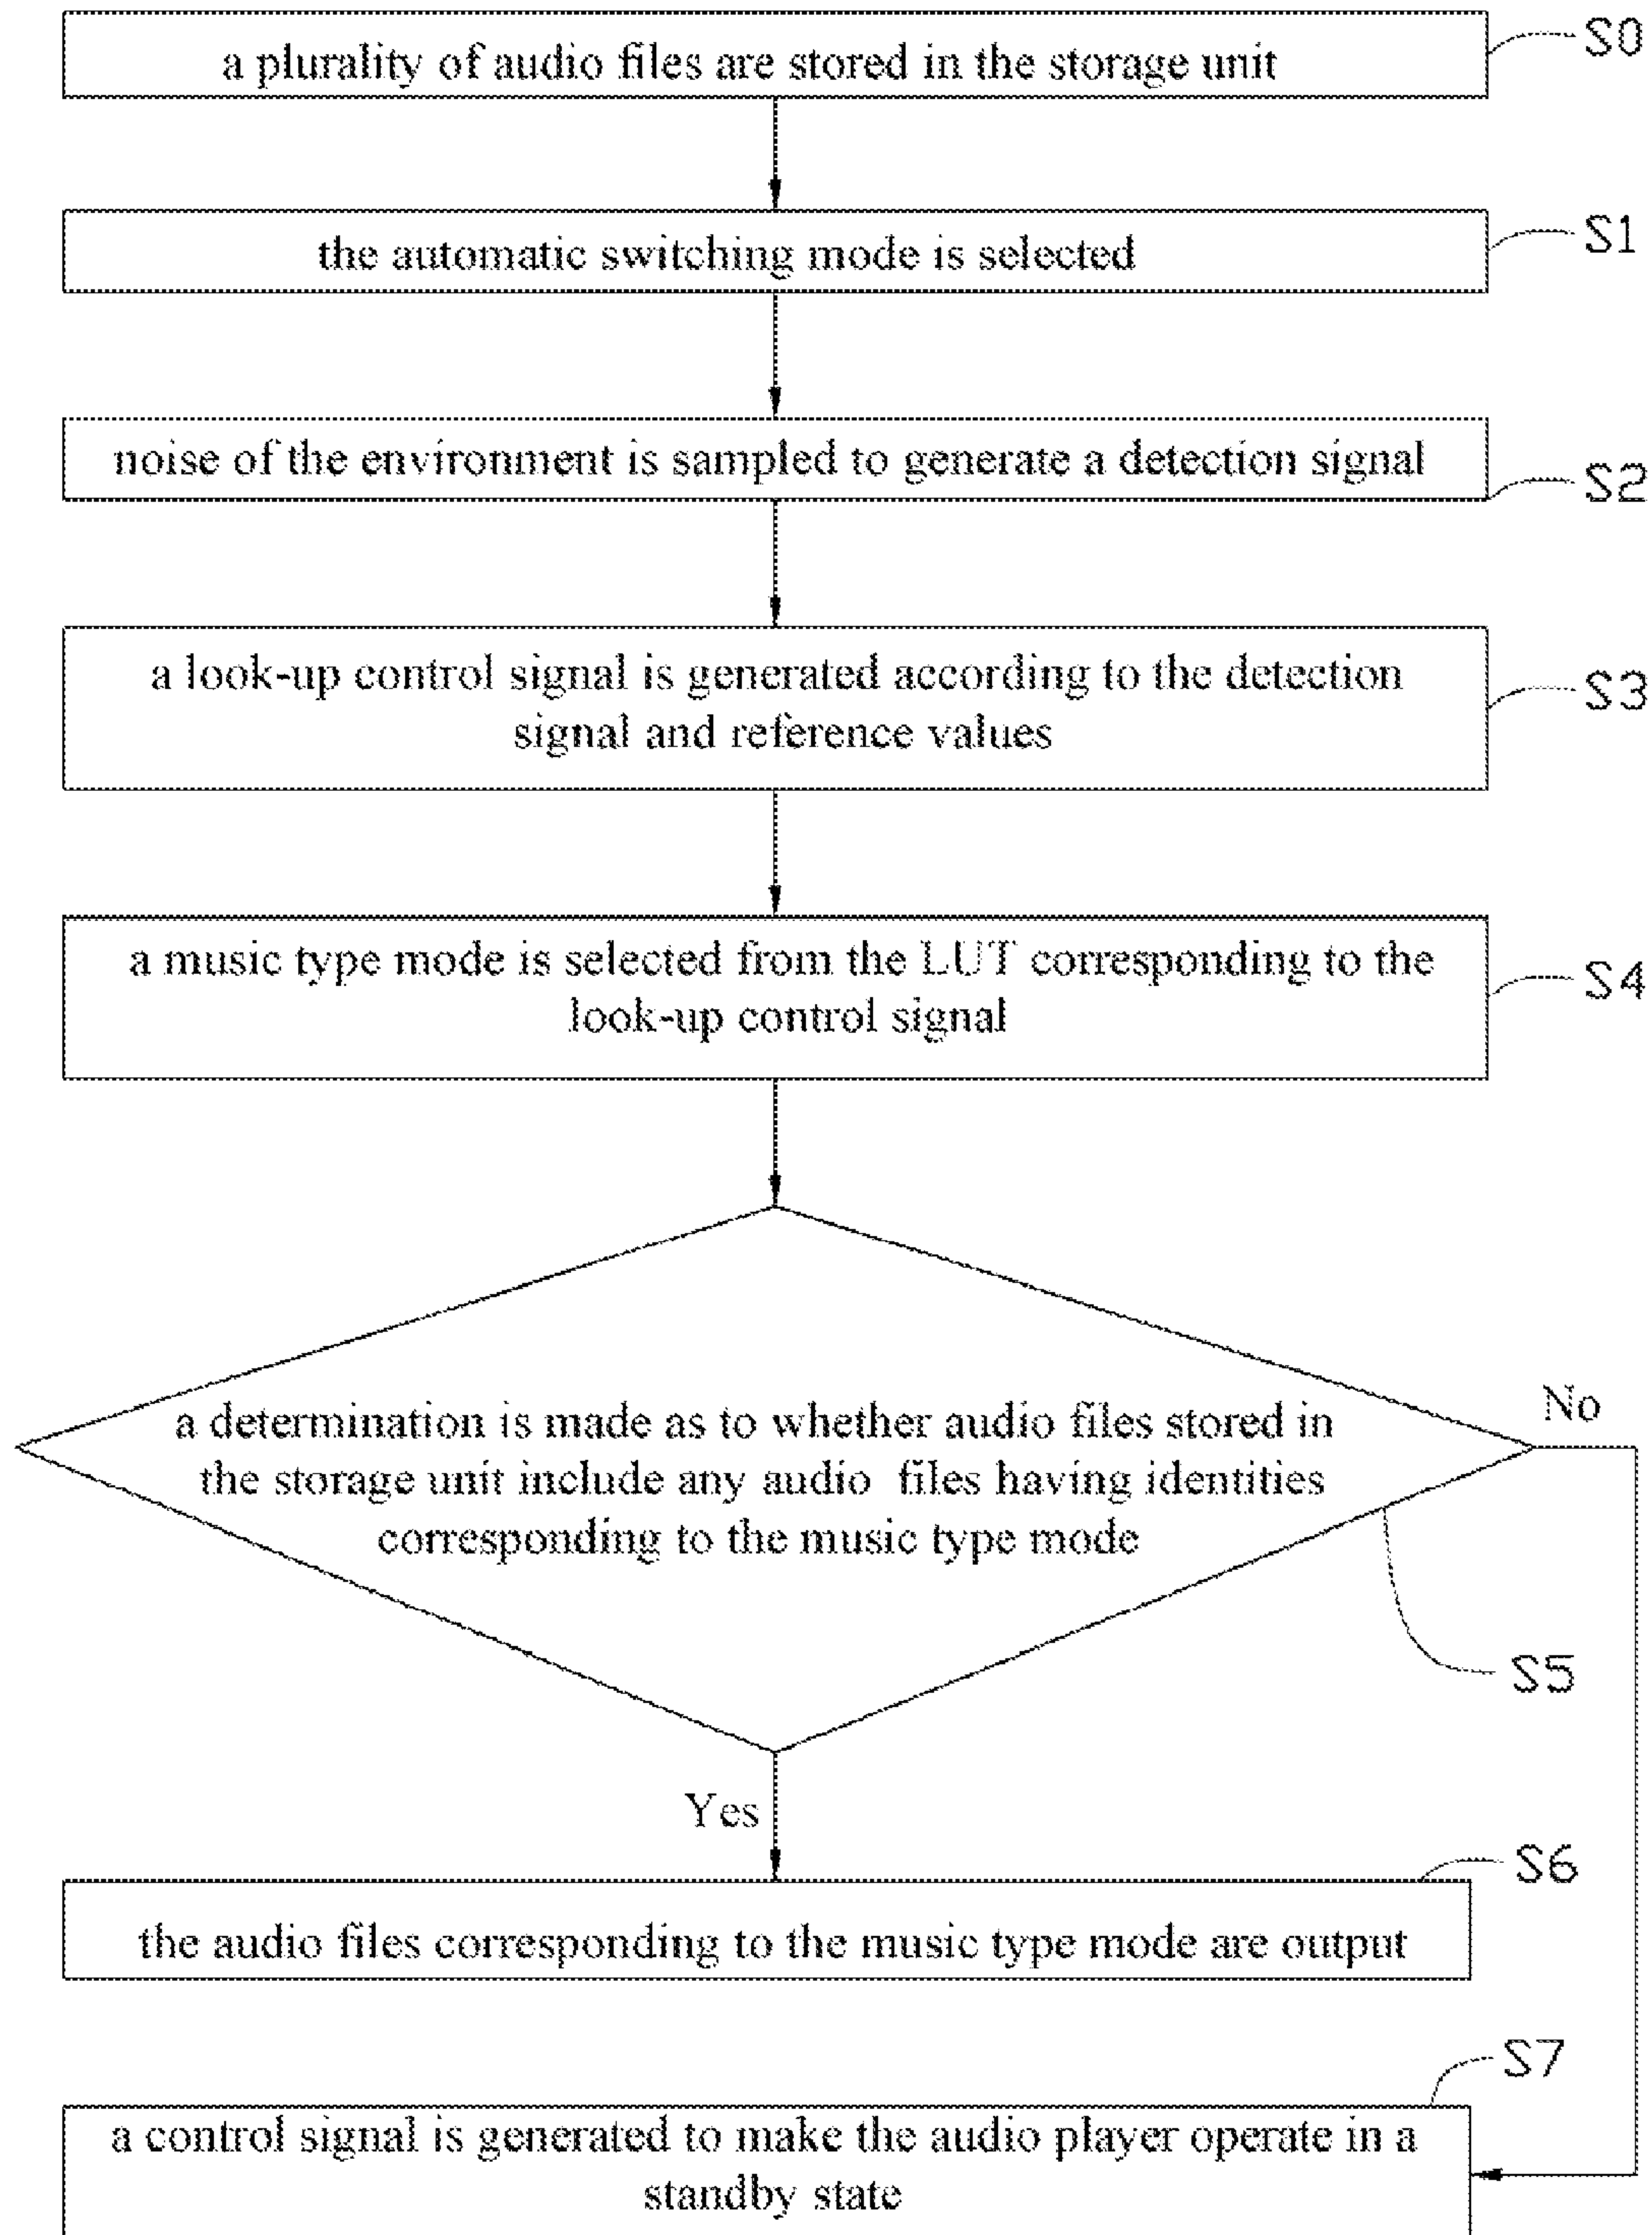 a plurality of audio files are stored in the storage unit
S0
the automatic switching mode is selected
S1
noise of the environment is sampled to generate a detection signal
S2
a look-up control signal is generated according to the detection
signal and reference values
S3
a music type mode is selected from the LUT corresponding to the
look-up control signal
S4
a determination is made as to whether audio files stored in
the storage unit include any audio files having identities
corresponding to the music type mode
No
S5
Yes
S6
the audio files corresponding to the music type mode are output
S7
a control signal is generated to make the audio player operate in a
standby state